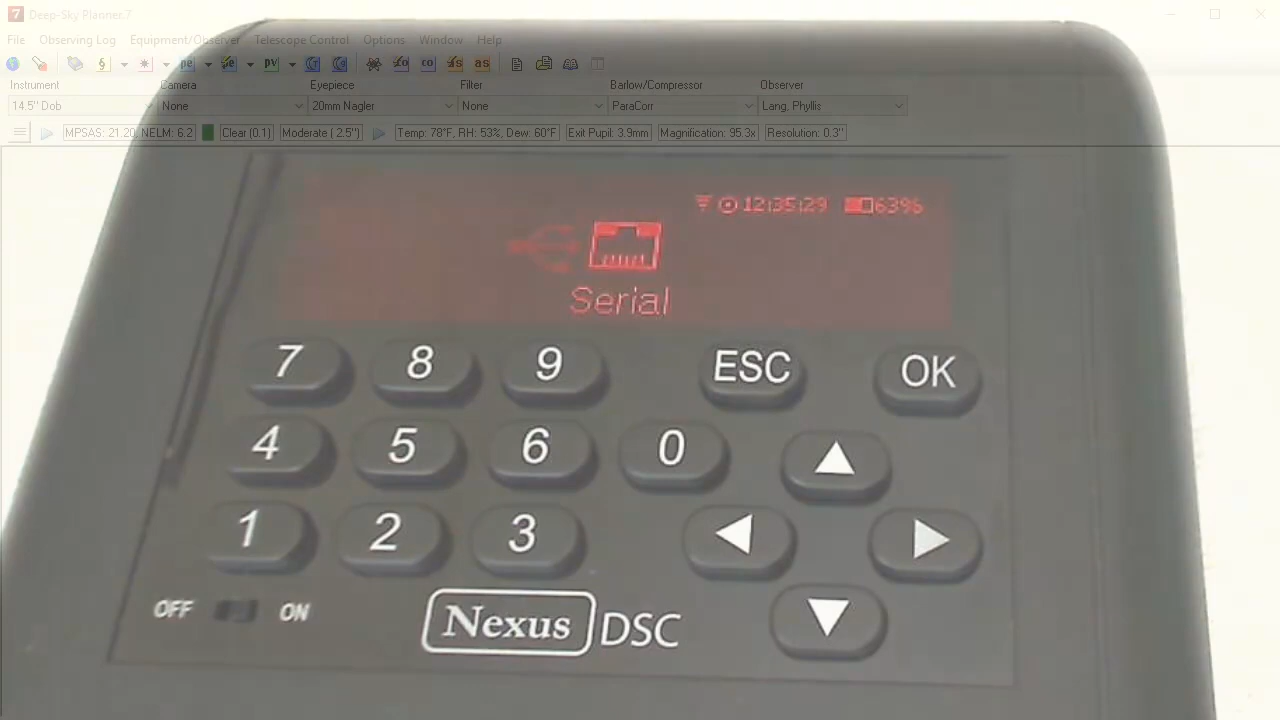 7 Deep-Sky Planner 7
File Observing Log Equipment/Observer Telescope Control Options Window Help
Instrument Camera Eyepiece Filter Barlow/Compressor Observer
14.5" Dob None 20mm Nagler None ParaCorr Lang, Phyllis
MPSAS: 21.20, NELM: 6.2 Clear (0.1) Moderate ( 2.5") Temp: 78°F, RH: 53%, Dew: 60°F Exit Pupil: 3.9mm Magnification: 95.3x Resolution: 0.3"
12:35:29 63%
Serial
7 8 9 ESC OK
4 5 6 0
1 2 3
OFF ON
Nexus DSC